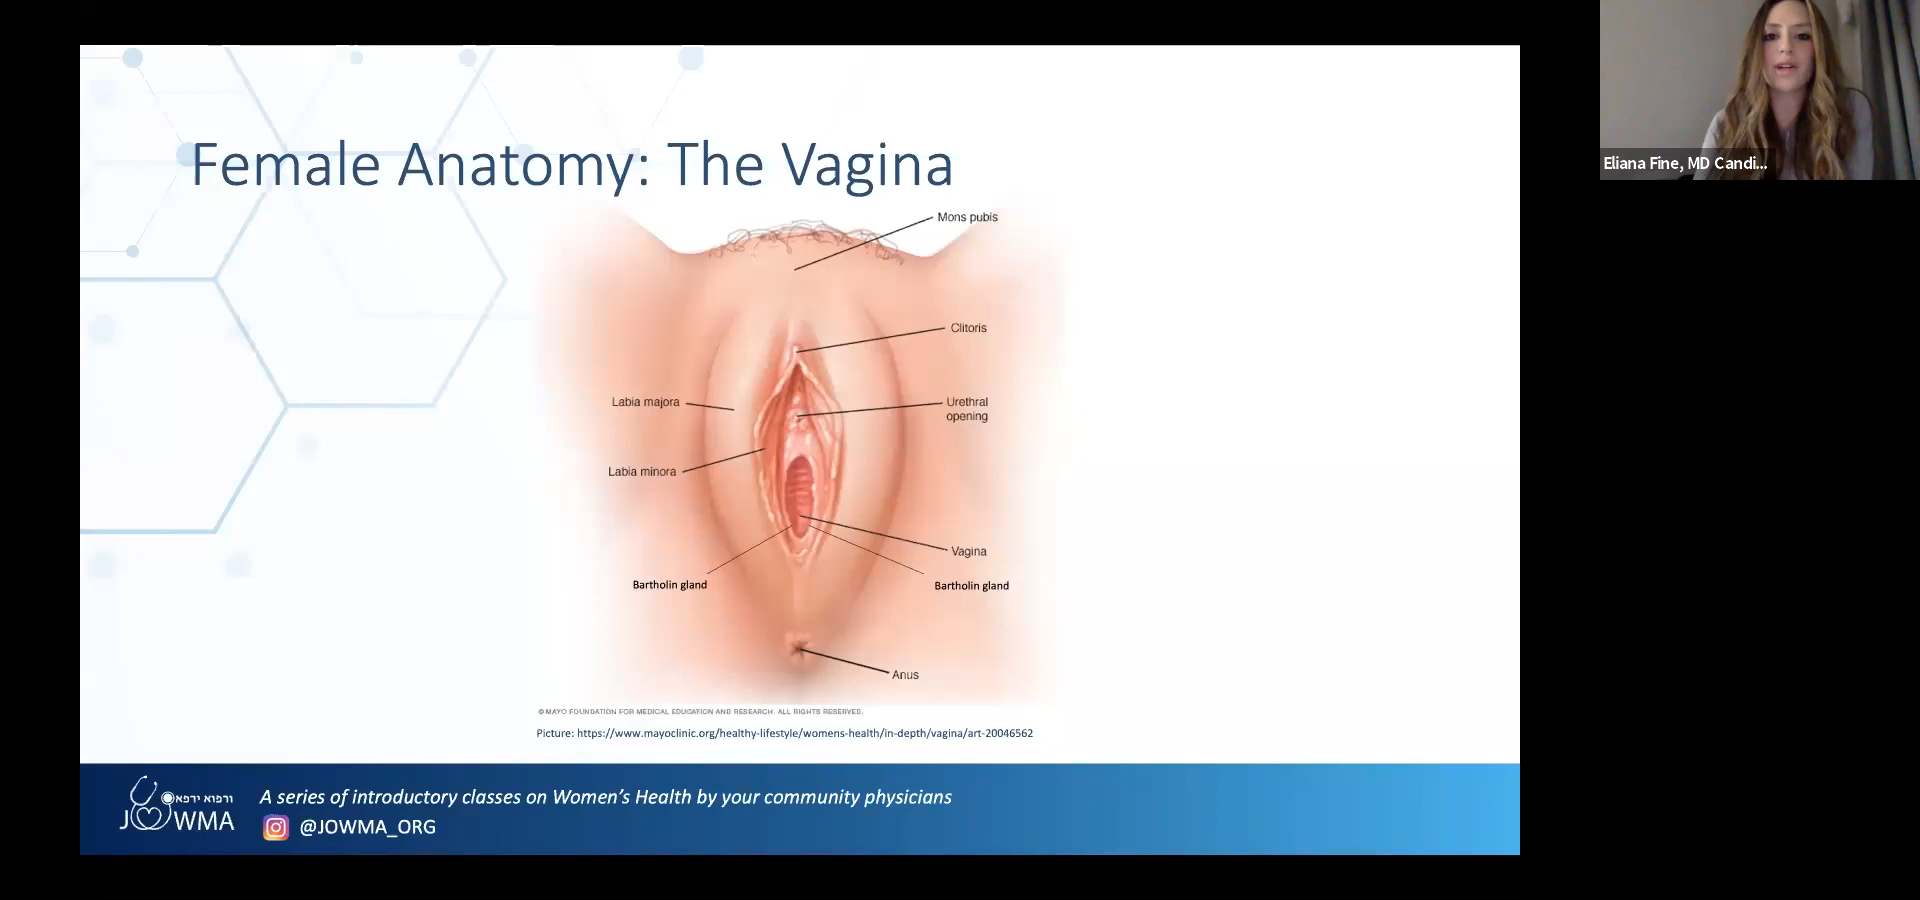 Female Anatomy: The Vagina
Mons pubis
Clitoris
Labia majora
Urethral
opening
Labia minora
Vagina
Bartholin gland
Bartholin gland
Anus
© MAYO FOUNDATION FOR MEDICAL EDUCATION AND RESEARCH. ALL RIGHTS RESERVED.
Picture: https://www.mayoclinic.org/healthy-lifestyle/womens-health/in-depth/vagina/art-20046562
ורפוא ירפא
JOWMA
A series of introductory classes on Women's Health by your community physicians
@JOWMA_ORG
Eliana Fine, MD Candi...